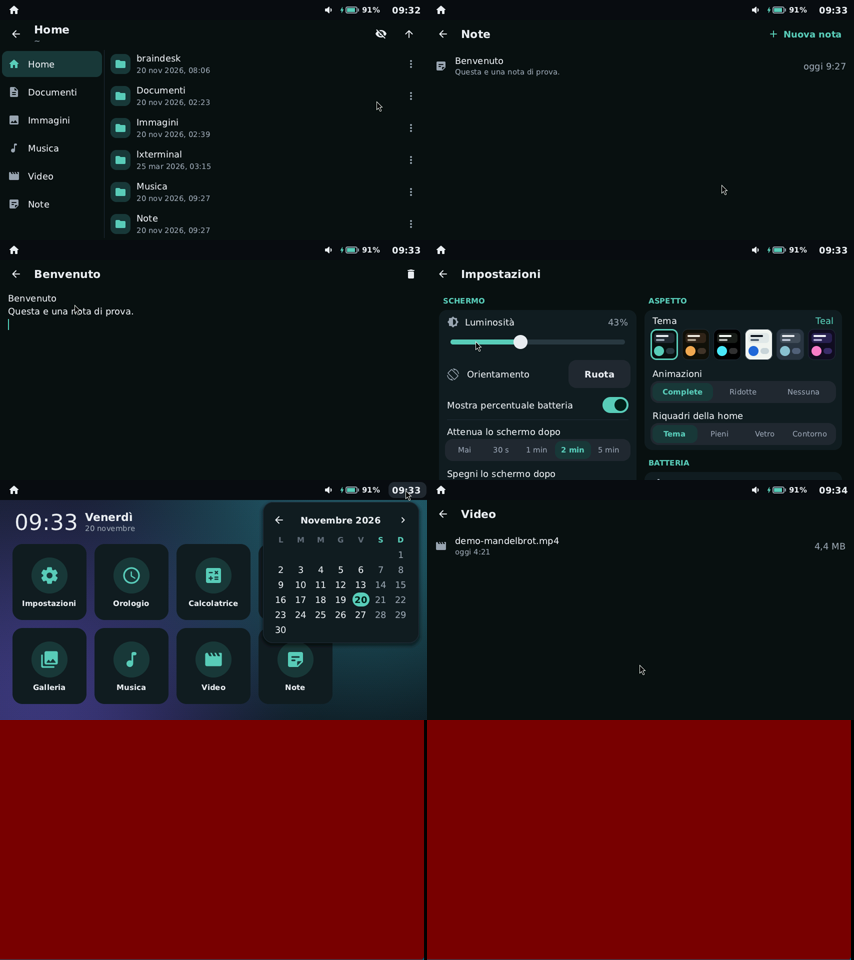 91% 09:32
Home
~
Home
Documenti
Immagini
Musica
Video
Note
braindesk
20 nov 2026, 08:06
Documenti
20 nov 2026, 02:23
Immagini
20 nov 2026, 02:39
lxterminal
25 mar 2026, 03:15
Musica
20 nov 2026, 09:27
Note
20 nov 2026, 09:27
91% 09:33
Note
+ Nuova nota
Benvenuto
Questa e una nota di prova.
oggi 9:27
91% 09:33
Benvenuto
Benvenuto
Questa e una nota di prova.
91% 09:33
Impostazioni
SCHERMO
Luminosità 43%
Orientamento Ruota
Mostra percentuale batteria
Attenua lo schermo dopo
Mai 30 s 1 min 2 min 5 min
Spegni lo schermo dopo
ASPETTO
Tema Teal
Animazioni
Complete Ridotte Nessuna
Riquadri della home
Tema Pieni Vetro Contorno
BATTERIA
91% 09:33
09:33 Venerdì
20 novembre
Impostazioni
Orologio
Calcolatrice
Galleria
Musica
Video
Note
Novembre 2026
L M M G V S D
1
2 3 4 5 6 7 8
9 10 11 12 13 14 15
16 17 18 19 20 21 22
23 24 25 26 27 28 29
30
91% 09:34
Video
demo-mandelbrot.mp4
oggi 4:21
4,4 MB